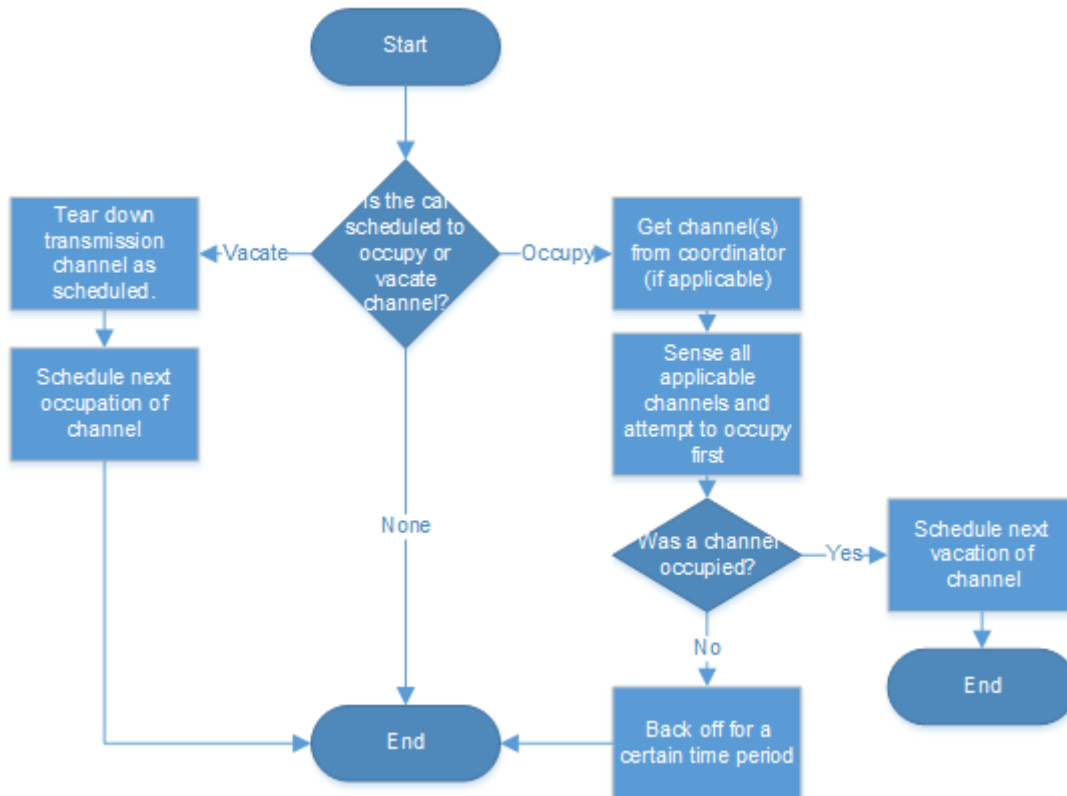 Start
Is the car
scheduled to
occupy or
vacate
channel?
Vacate
Occupy
None
Tear down
transmission
channel as
scheduled.
Schedule next
occupation of
channel
Get channel(s)
from coordinator
(if applicable)
Sense all
applicable
channels and
attempt to occupy
first
Was a channel
occupied?
Yes
No
Schedule next
vacation of
channel
End
Back off for a
certain time period
End